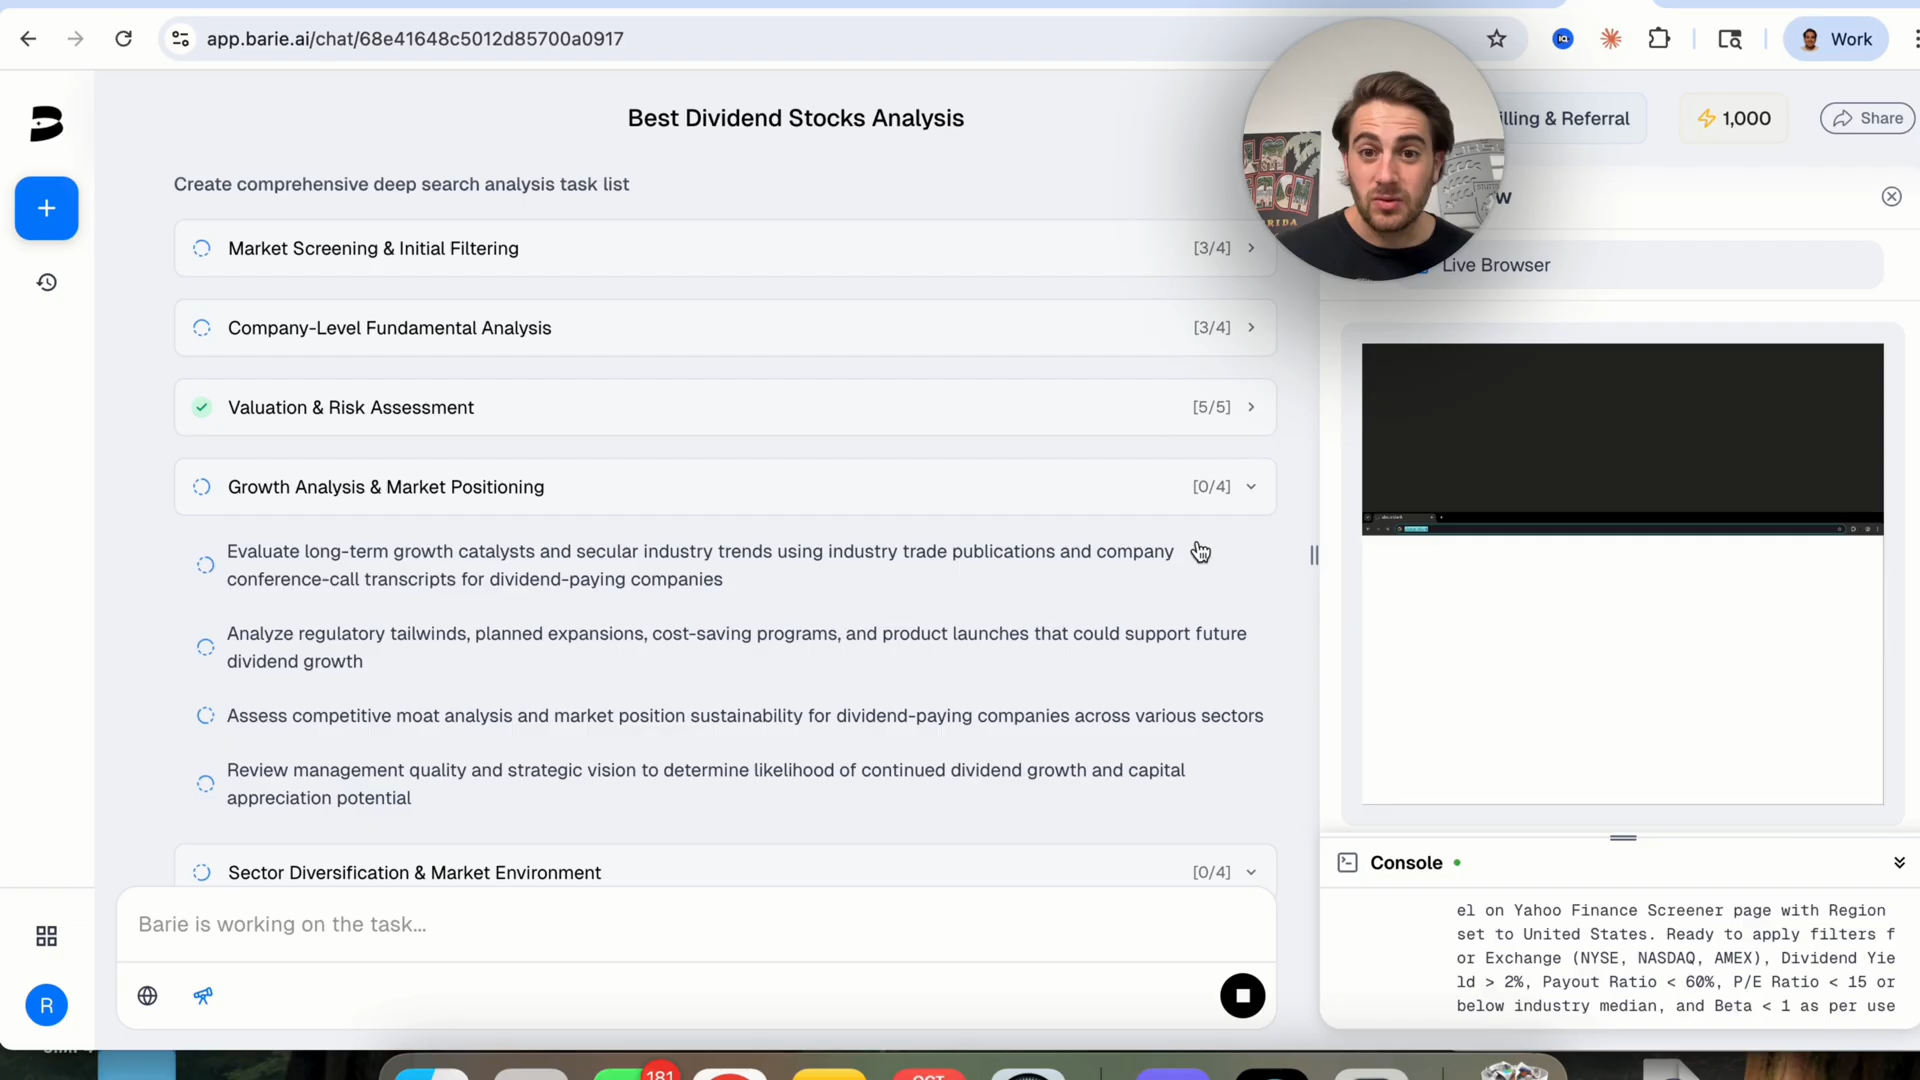 app.barie.ai/chat/68e41648c5012d85700a0917
Work
Best Dividend Stocks Analysis
illing & Referral
1,000
Share
Create comprehensive deep search analysis task list
w
Market Screening & Initial Filtering
[3/4]
Live Browser
Company-Level Fundamental Analysis
[3/4]
Valuation & Risk Assessment
[5/5]
Growth Analysis & Market Positioning
[0/4]
Evaluate long-term growth catalysts and secular industry trends using industry trade publications and company
conference-call transcripts for dividend-paying companies
Analyze regulatory tailwinds, planned expansions, cost-saving programs, and product launches that could support future
dividend growth
Assess competitive moat analysis and market position sustainability for dividend-paying companies across various sectors
Review management quality and strategic vision to determine likelihood of continued dividend growth and capital
appreciation potential
Sector Diversification & Market Environment
[0/4]
Console
Barie is working on the task...
el on Yahoo Finance Screener page with Region
set to United States. Ready to apply filters f
or Exchange (NYSE, NASDAQ, AMEX), Dividend Yie
ld > 2%, Payout Ratio < 60%, P/E Ratio < 15 or
below industry median, and Beta < 1 as per use
R
181
OCT